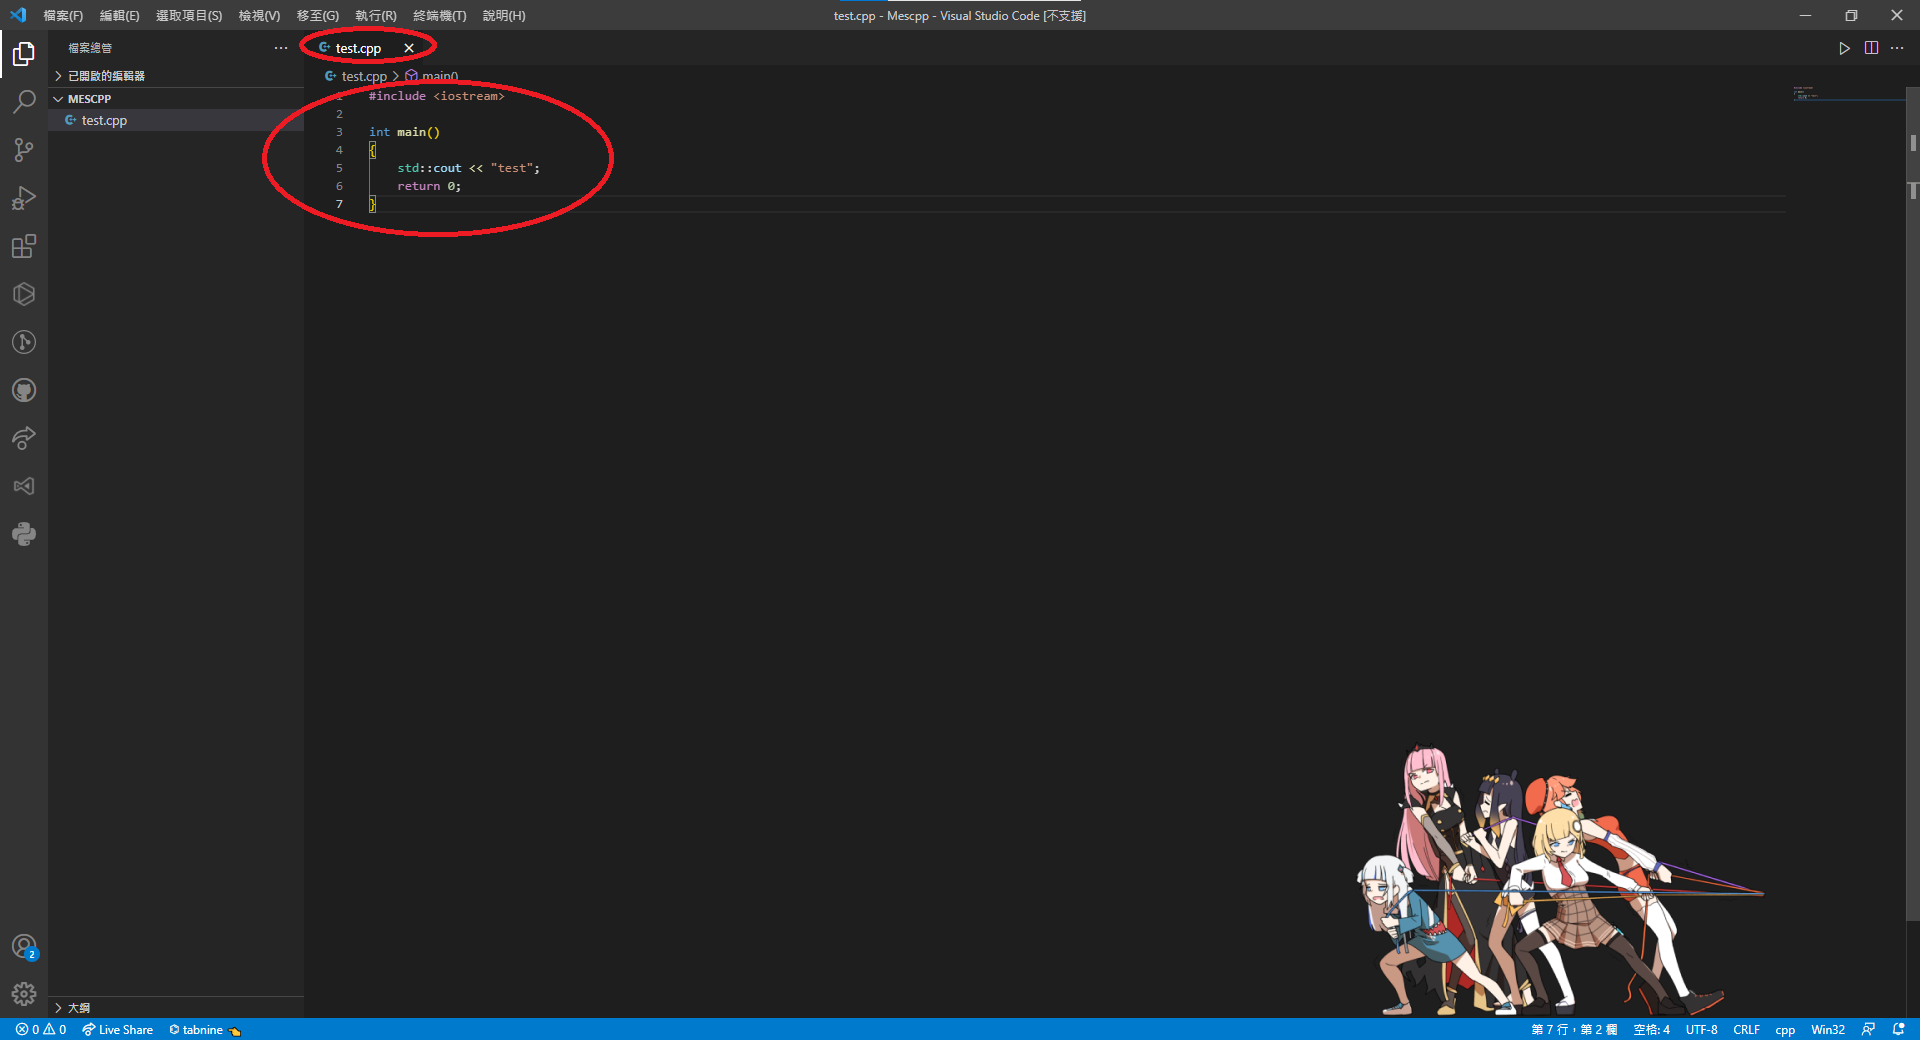 檔案(F) 編輯(E) 選取項目(S) 檢視(V) 移至(G) 執行(R) 終端機(T) 說明(H)
test.cpp - Mescpp - Visual Studio Code [不支援]
檔案總管
test.cpp
已開啟的編輯器
test.cpp main()
MESCPP
test.cpp
1 #include <iostream>
2
3 int main()
4 {
5 std::cout << "test";
6 return 0;
7 }
2
大綱
0 0 Live Share tabnine
第 7 行，第 2 欄 空格: 4 UTF-8 CRLF cpp Win32